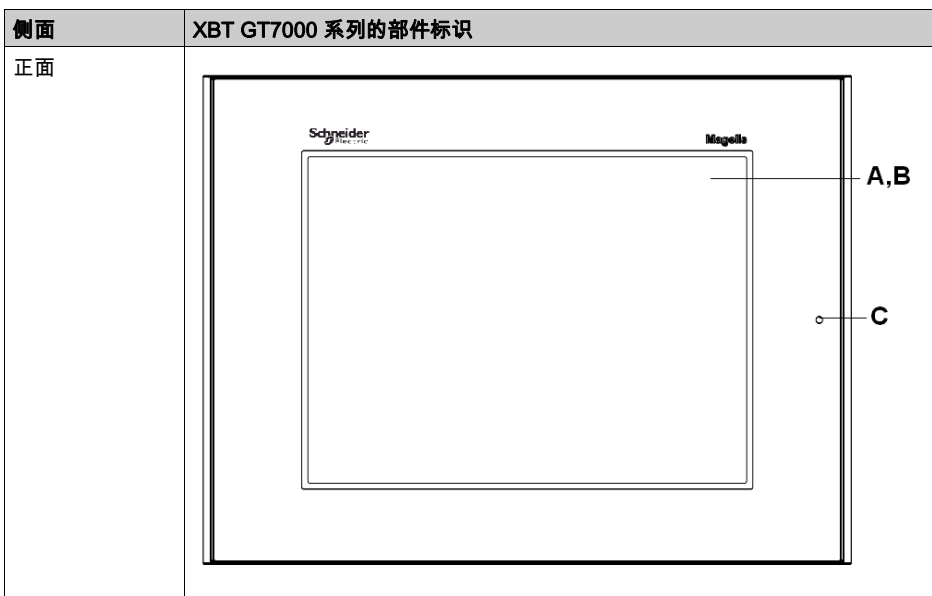 侧面
XBT GT7000 系列的部件标识
正面
Schneider
Electric
Magelis
A,B
C